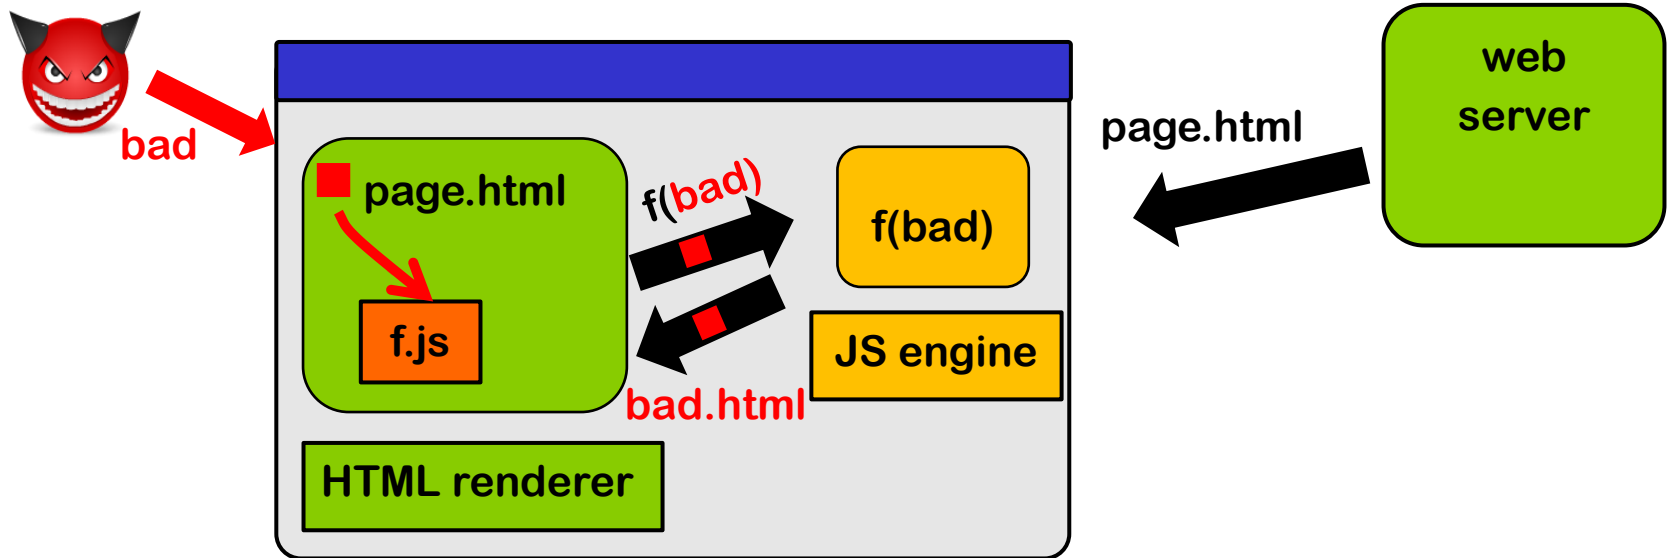 bad
page.html
f.js
HTML renderer
f(bad)
bad.html
f(bad)
JS engine
page.html
web
server